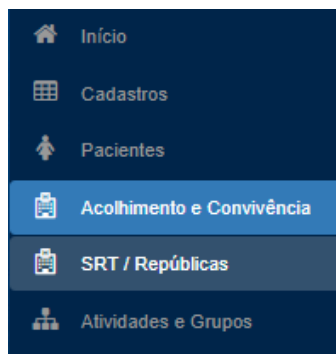 Início
Cadastros
Pacientes
Acolhimento e Convivência
SRT / Repúblicas
Atividades e Grupos